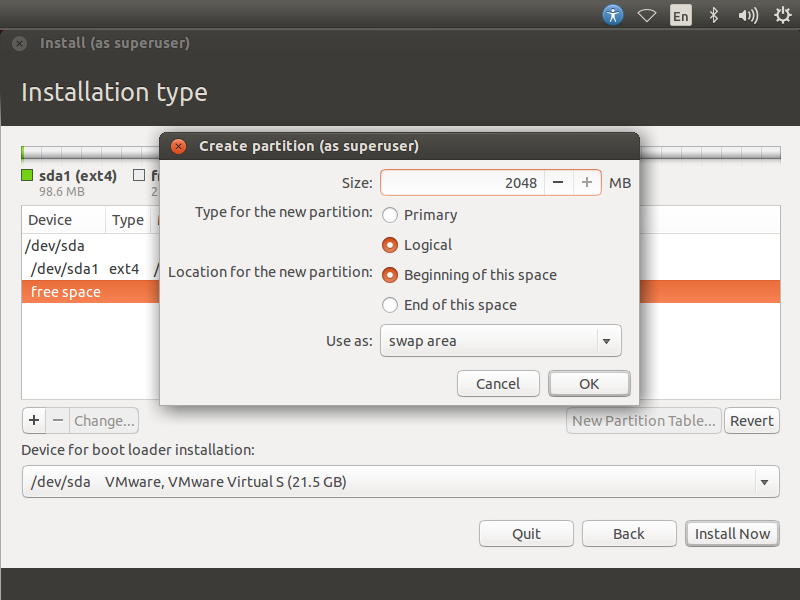 En
Install (as superuser)
Installation type
Create partition (as superuser)
Size: 2048 MB
Type for the new partition: Primary
Logical
Location for the new partition: Beginning of this space
End of this space
Use as: swap area
Cancel OK
sda1 (ext4)
98.6 MB
Device Type
/dev/sda
/dev/sda1 ext4
free space
+ − Change... New Partition Table... Revert
Device for boot loader installation:
/dev/sda VMware, VMware Virtual S (21.5 GB)
Quit Back Install Now